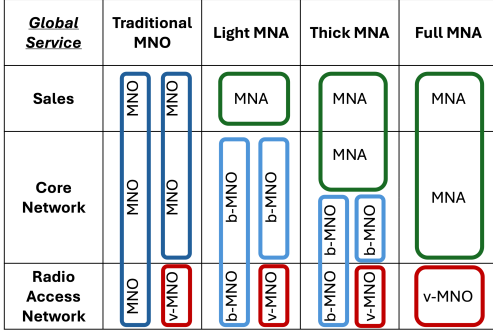 Global
Service
Traditional
MNO
Light MNA
Thick MNA
Full MNA
Sales
MNO
MNO
MNA
MNA
MNA
Core
Network
MNO
MNO
b-MNO
b-MNO
MNA
b-MNO
b-MNO
MNA
Radio
Access
Network
MNO
v-MNO
b-MNO
v-MNO
b-MNO
v-MNO
v-MNO